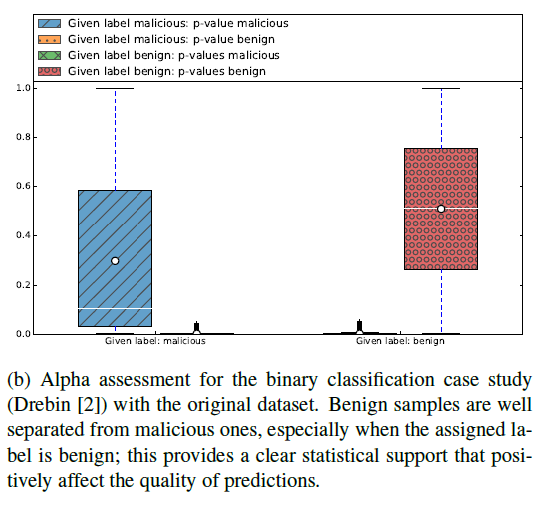 Given label malicious: p-value malicious
Given label malicious: p-value benign
Given label benign: p-values malicious
Given label benign: p-values benign
1.0
0.8
0.6
0.4
0.2
0.0
Given label: malicious
Given label: benign
(b) Alpha assessment for the binary classification case study
(Drebin [2]) with the original dataset. Benign samples are well
separated from malicious ones, especially when the assigned la-
bel is benign; this provides a clear statistical support that posi-
tively affect the quality of predictions.